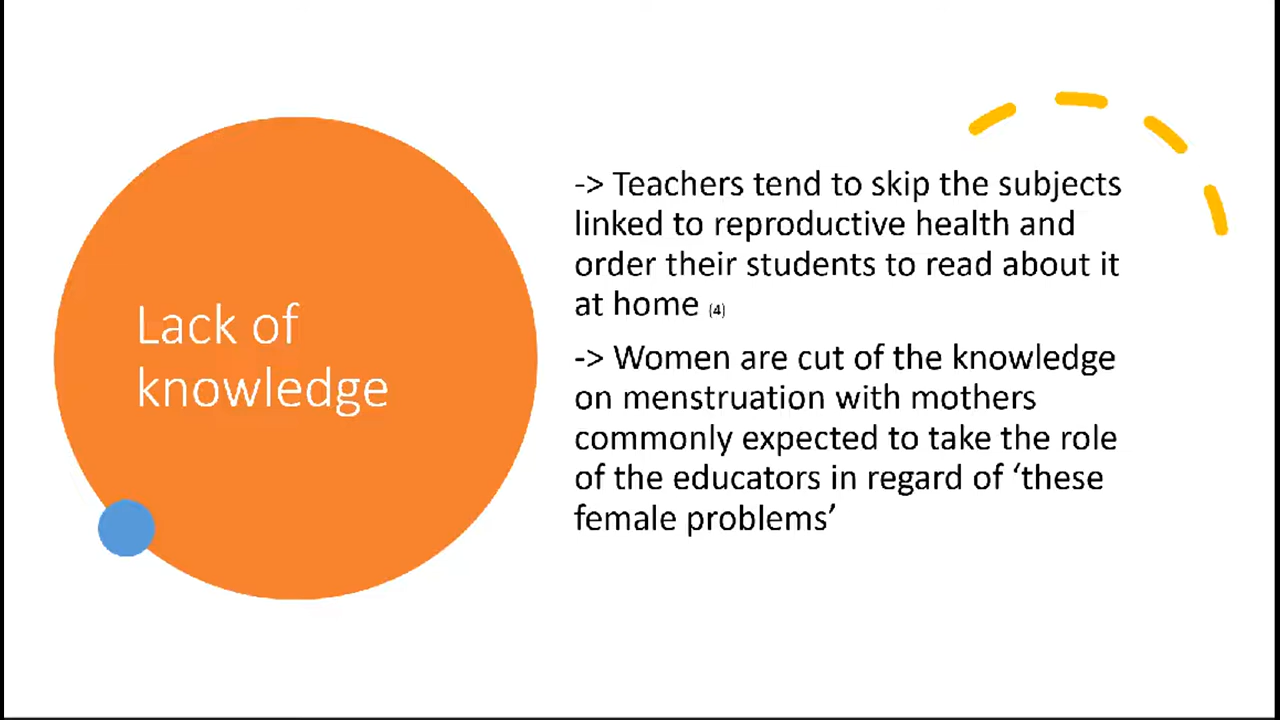 Lack of
knowledge
-> Teachers tend to skip the subjects
linked to reproductive health and
order their students to read about it
at home (4)
-> Women are cut of the knowledge
on menstruation with mothers
commonly expected to take the role
of the educators in regard of ‘these
female problems’